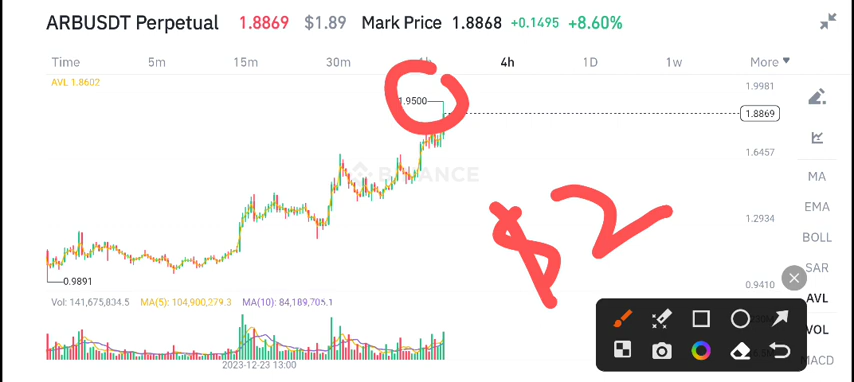 ARBUSDT Perpetual 1.8869 $1.89 Mark Price 1.8868 +0.1495 +8.60%
Time 5m 15m 30m 1h 4h 1D 1w More
AVL 1.8602
1.9981
1.9500
1.8869
1.6457
BINANCE
MA
EMA
$2
1.2934
BOLL
SAR
0.9891
0.9410
AVL
Vol: 141,675,834.5 MA(5): 104,900,279.3 MA(10): 84,189,705.1
VOL
MACD
2023-12-23 13:00